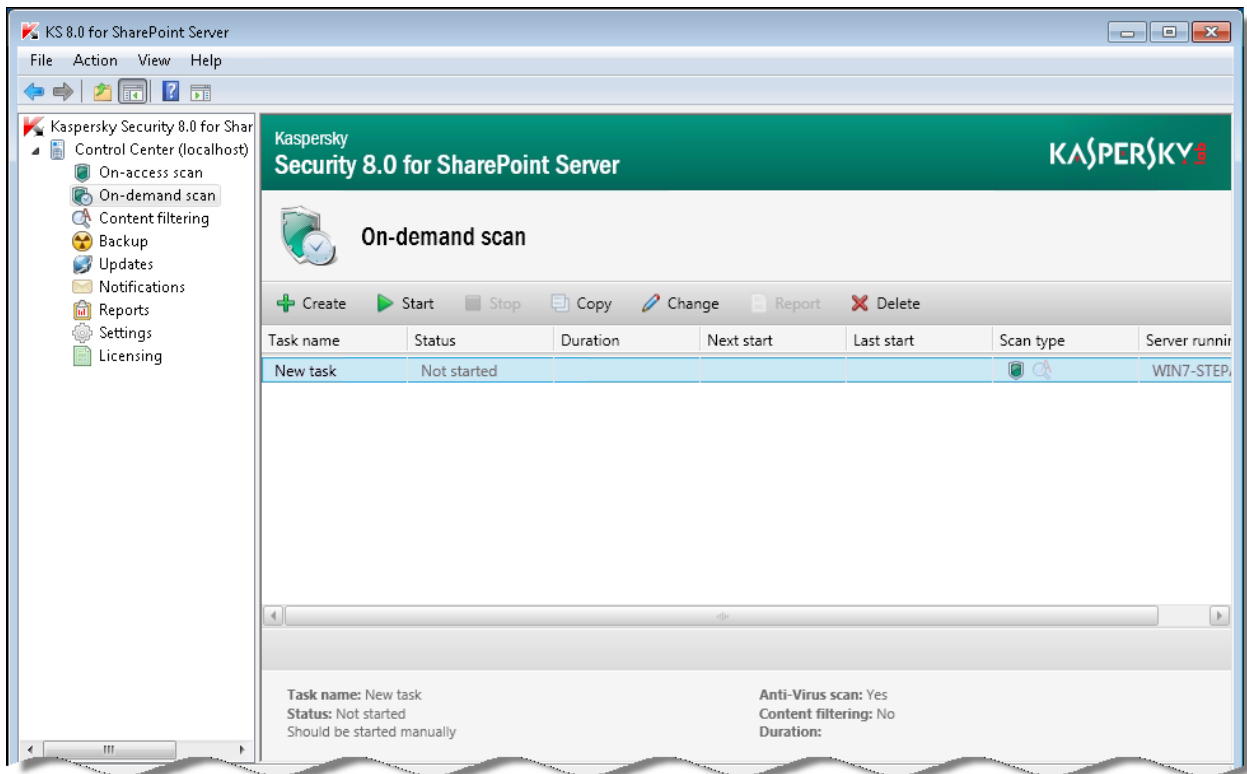 KS 8.0 for SharePoint Server
File Action View Help
Kaspersky Security 8.0 for Shar
Control Center (localhost)
On-access scan
On-demand scan
Content filtering
Backup
Updates
Notifications
Reports
Settings
Licensing
Kaspersky
Security 8.0 for SharePoint Server
KASPERSKY lab
On-demand scan
Create Start Stop Copy Change Report Delete
Task name Status Duration Next start Last start Scan type Server runnin
New task Not started WIN7-STEPA
Task name: New task
Status: Not started
Should be started manually
Anti-Virus scan: Yes
Content filtering: No
Duration: